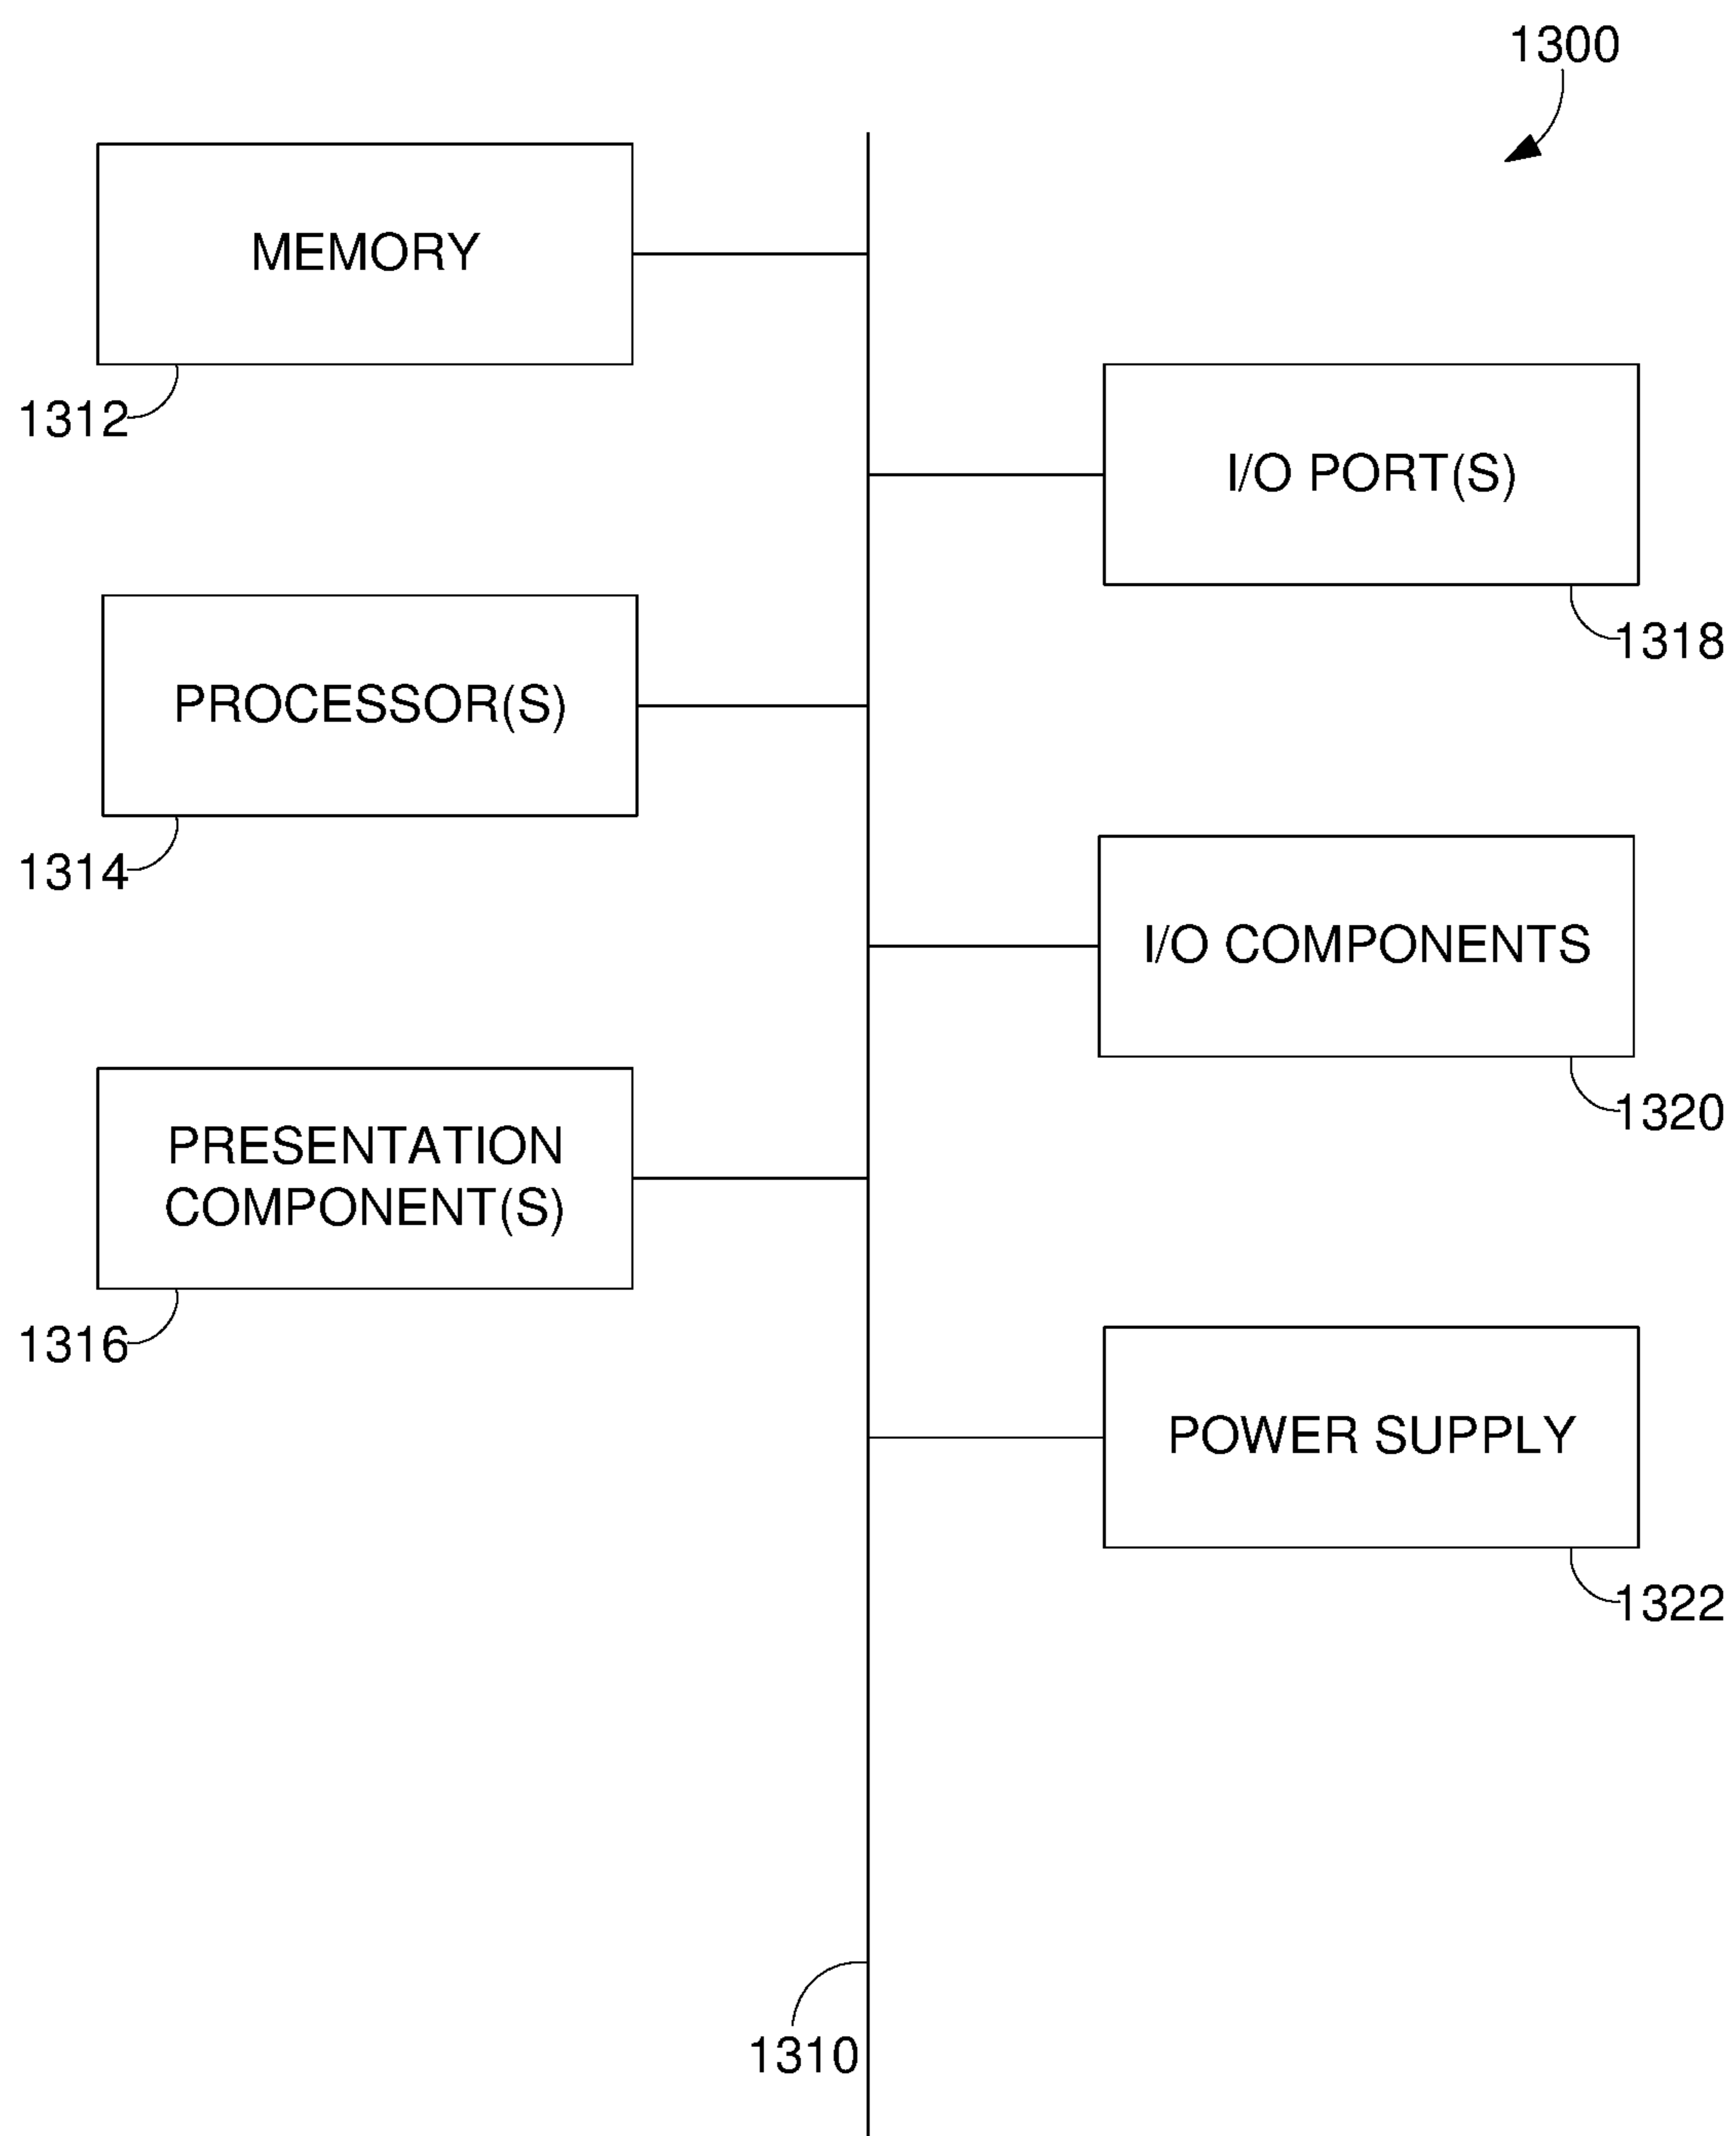 1300
MEMORY
1312
I/O PORT(S)
1318
PROCESSOR(S)
1314
I/O COMPONENTS
1320
PRESENTATION
COMPONENT(S)
1316
POWER SUPPLY
1322
1310